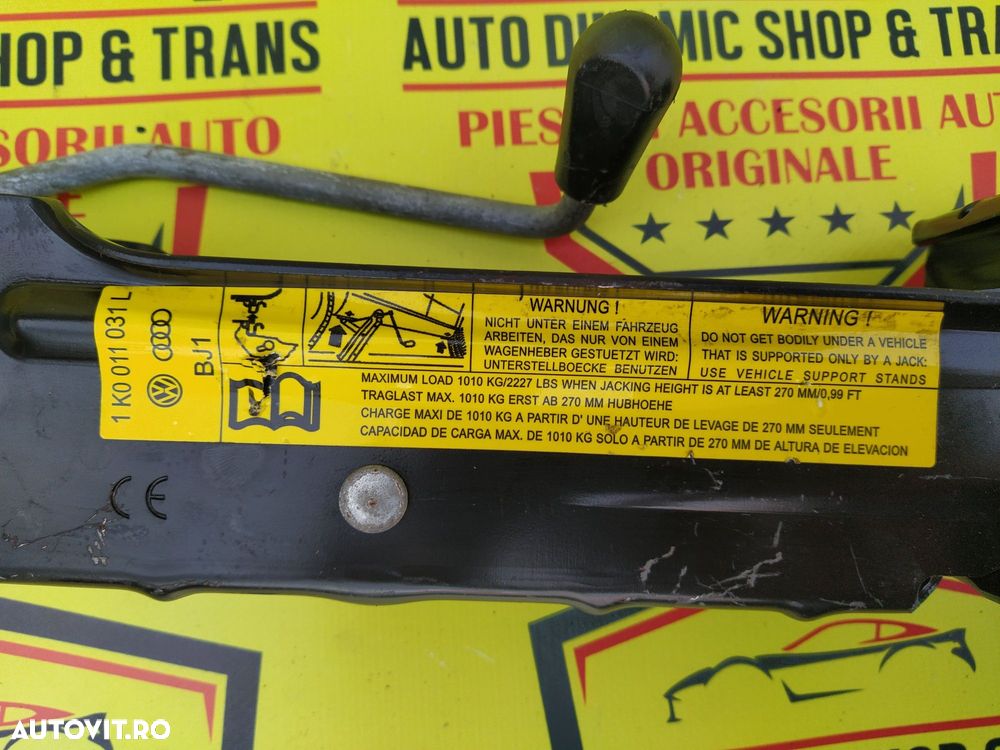 HOP & TRANS
AUTO DYNAMIC SHOP & TRA
SORII AUTO
PIES ACCESORII AUT
ORIGINALE
1K0 011 031 L
BJ1
WARNUNG !
NICHT UNTER EINEM FAHRZEUG
ARBEITEN, DAS NUR VON EINEM
WAGENHEBER GESTUETZT WIRD:
UNTERSTELLBOECKE BENUTZEN
WARNING !
DO NOT GET BODILY UNDER A VEHICLE
THAT IS SUPPORTED ONLY BY A JACK:
USE VEHICLE SUPPORT STANDS
MAXIMUM LOAD 1010 KG/2227 LBS WHEN JACKING HEIGHT IS AT LEAST 270 MM/0,99 FT
TRAGLAST MAX. 1010 KG ERST AB 270 MM HUBHOEHE
CHARGE MAXI DE 1010 KG A PARTIR D' UNE HAUTEUR DE LEVAGE DE 270 MM SEULEMENT
CAPACIDAD DE CARGA MAX. DE 1010 KG SOLO A PARTIR DE 270 MM DE ALTURA DE ELEVACION
CE
AUTOVIT.RO